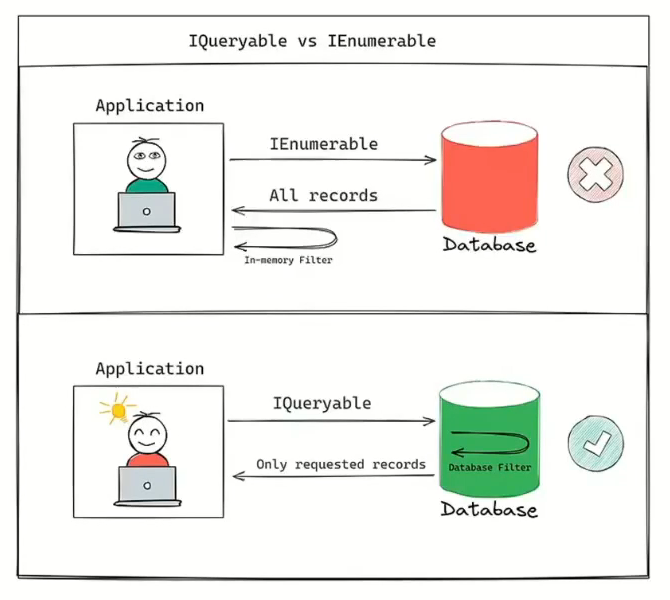 IQueryable vs IEnumerable
Application
IEnumerable
All records
In-memory Filter
Database
Application
IQueryable
Only requested records
Database Filter
Database